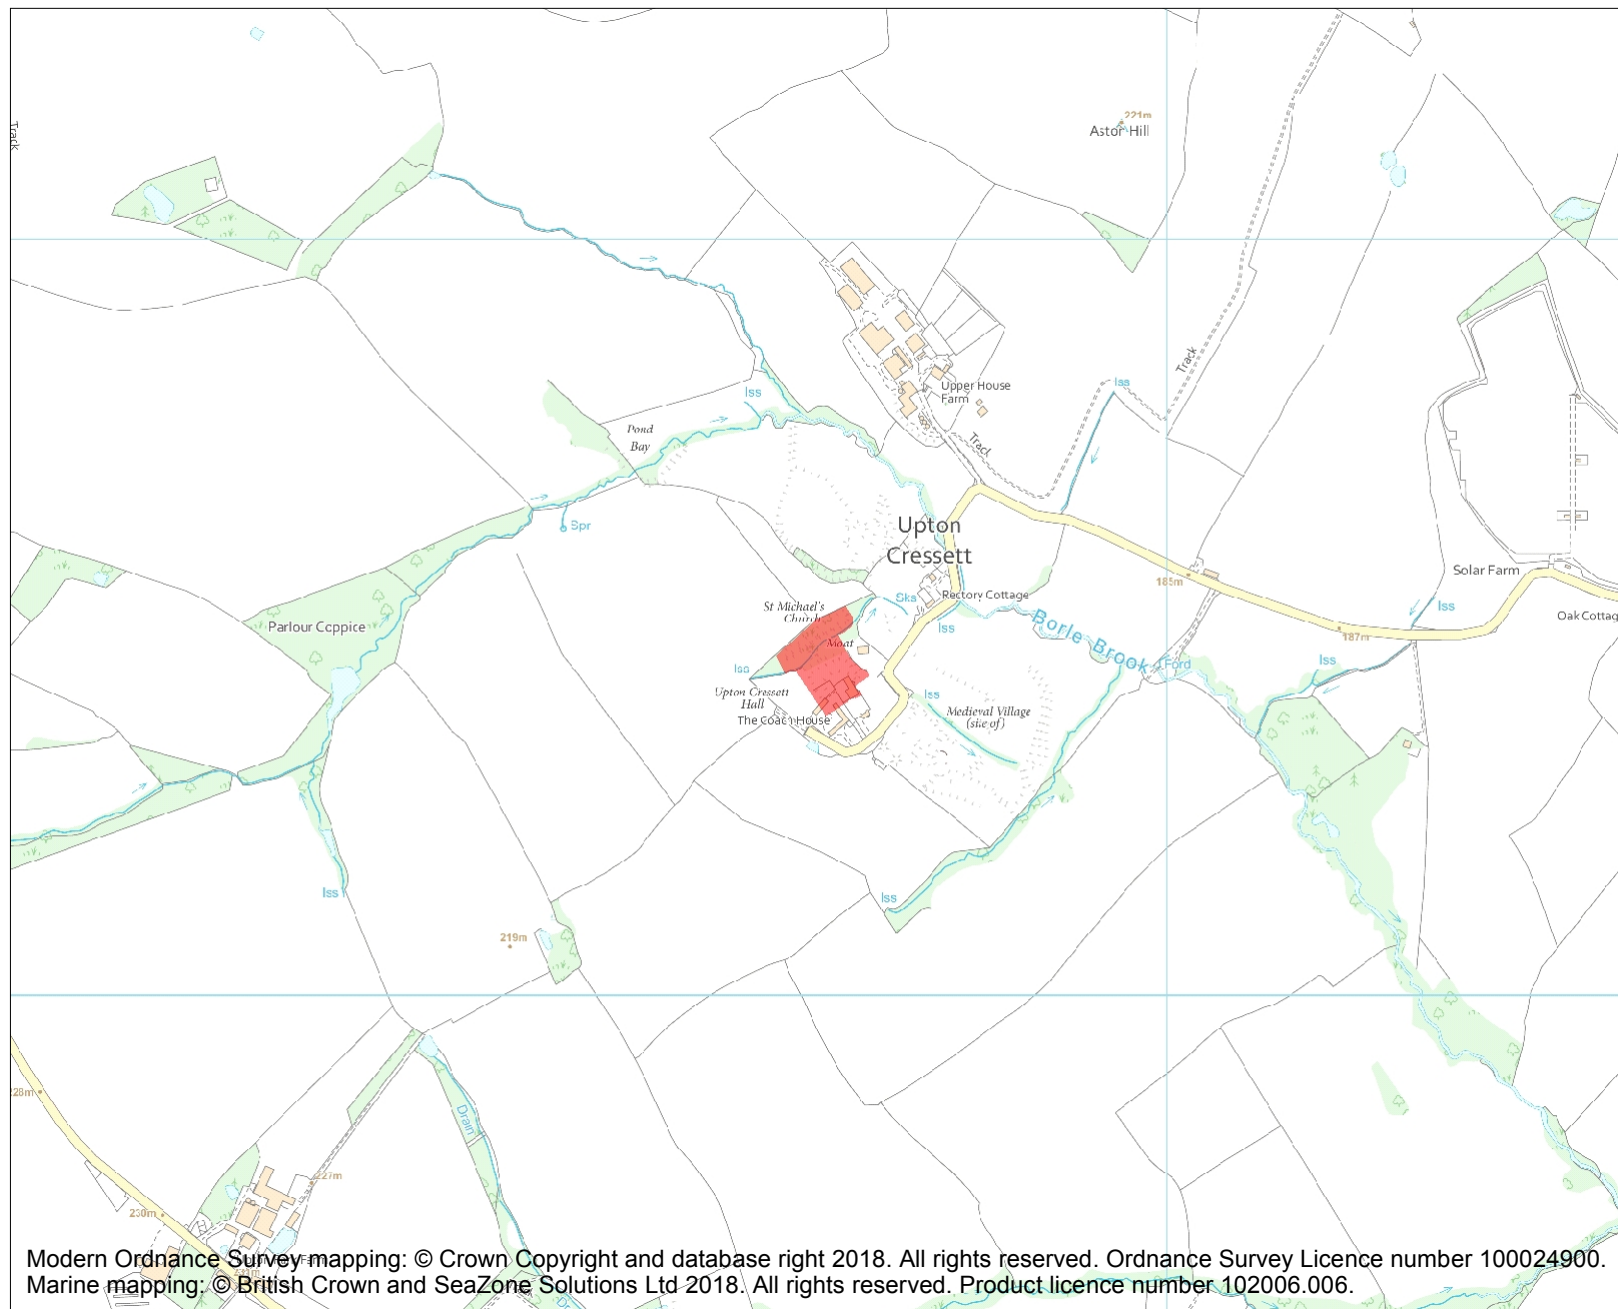 Track
221m
Astor Hill
Upper House
Farm
Track
Iss
Track
Iss
Pond
Bay
Spr
Upton
Cressett
Solar Farm
185m
Iss
Oak Cottag
187m
Parlour Coppice
St Michael's
Church
Sks
Rectory Cottage
Iss
Borle Brook
Ford
Moat
Iss
Iss
Upton Cressett
Hall
The Coach House
Iss
Medieval Village
(site of)
Iss
Iss
219m
228m
Drain
227m
230m
Modern Ordnance Survey mapping: © Crown Copyright and database right 2018. All rights reserved. Ordnance Survey Licence number 100024900.
Marine mapping: © British Crown and SeaZone Solutions Ltd 2018. All rights reserved. Product licence number 102006.006.